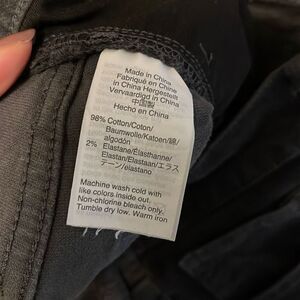 Made in China
Fabriqué en Chine
in China Hergestellt
Vervaardigd in China
中国製
Hecho en China
98% Cotton/Coton/
Baumwolle/Katoen/綿/
algodón
2% Elastane/Élasthanne/
Elastan/Elastaan/エラス
テーン/elastano
Machine wash cold with
like colors inside out.
Non-chlorine bleach only.
Tumble dry low. Warm iron